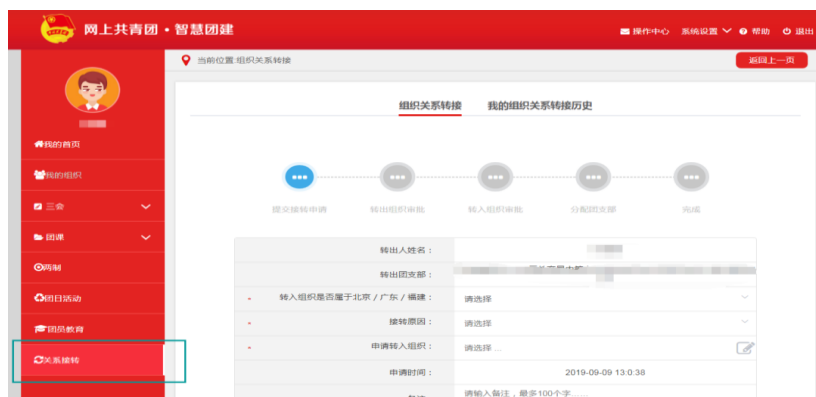 网上共青团·智慧团建
操作中心 系统设置 帮助 退出
当前位置:组织关系转接
返回上一页
组织关系转接 我的组织关系转接历史
我的首页
我的组织
三会
团课
两制
团日活动
团员教育
关系接转
提交接转申请 转出组织审批 转入组织审批 分配团支部 完成
转出人姓名：
转出团支部：
* 转入组织是否属于北京／广东／福建： 请选择
* 接转原因： 请选择
* 申请转入组织： 请选择 ...
申请时间： 2019-09-09 13:0:38
请输入备注，最多100个字......